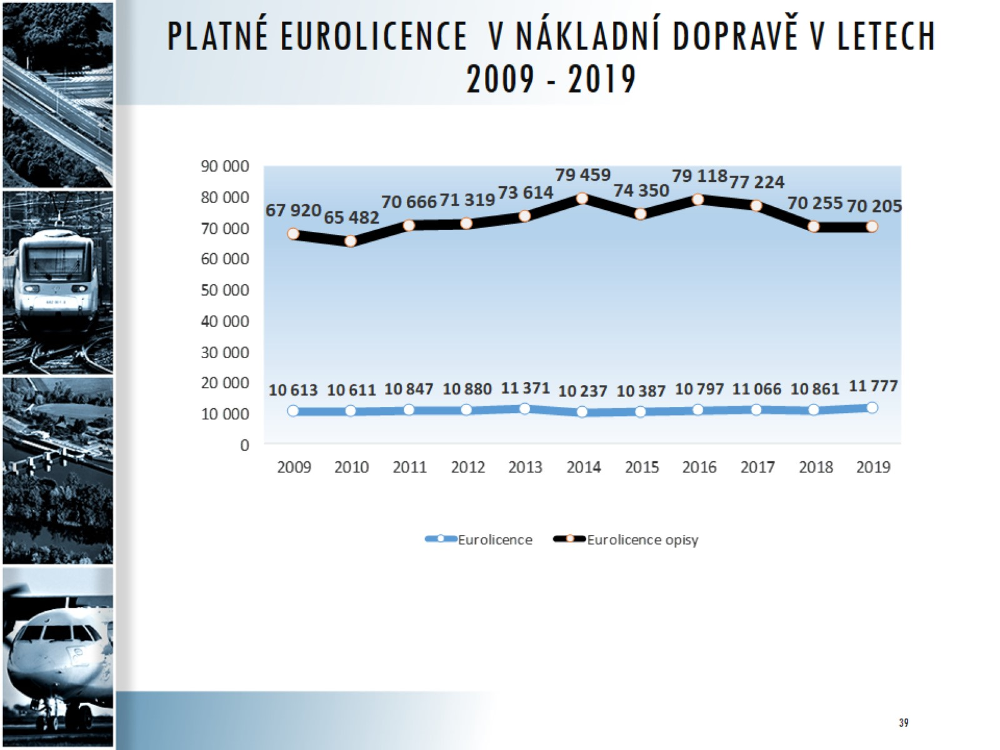 PLATNÉ EUROLICENCE V NÁKLADNÍ DOPRAVĚ V LETECH
2009 - 2019
90 000
80 000
70 000
60 000
50 000
40 000
30 000
20 000
10 000
0
67 920 65 482 70 666 71 319 73 614 79 459 74 350 79 118 77 224 70 255 70 205
10 613 10 611 10 847 10 880 11 371 10 237 10 387 10 797 11 066 10 861 11 777
2009 2010 2011 2012 2013 2014 2015 2016 2017 2018 2019
Eurolicence Eurolicence opisy
39